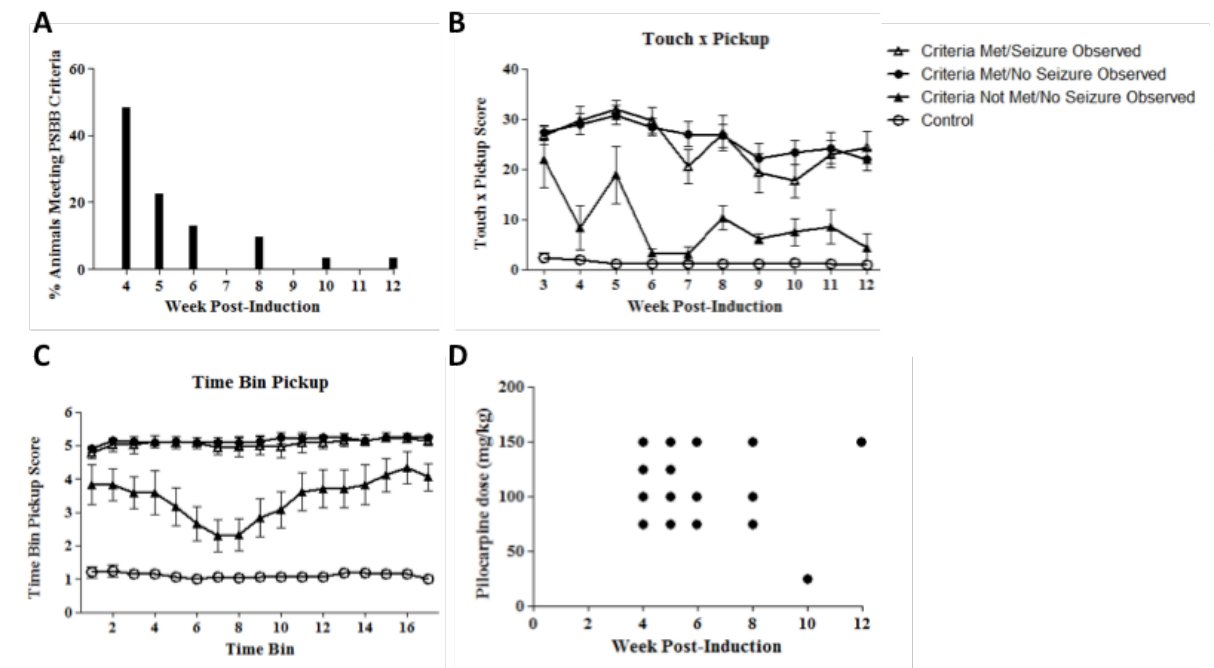 A
% Animals Meeting PSBB Criteria
60
40
20
0
4 5 6 7 8 9 10 11 12
Week Post-Induction
B
Touch x Pickup
Touch x Pickup Score
40
30
20
10
0
3 4 5 6 7 8 9 10 11 12
Week Post-Induction
Criteria Met/Seizure Observed
Criteria Met/No Seizure Observed
Criteria Not Met/No Seizure Observed
Control
C
Time Bin Pickup
Time Bin Pickup Score
6
5
4
3
2
1
0
2 4 6 8 10 12 14 16
Time Bin
D
Pilocarpine dose (mg/kg)
200
150
100
50
0
0 2 4 6 8 10 12
Week Post-Induction